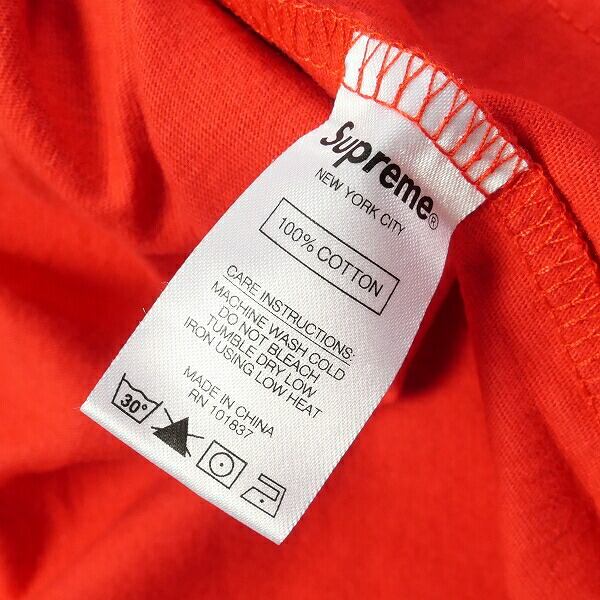 Supreme®
NEW YORK CITY
100% COTTON
CARE INSTRUCTIONS:
MACHINE WASH COLD
DO NOT BLEACH
TUMBLE DRY LOW
IRON USING LOW HEAT
MADE IN CHINA
RN 101837
30°